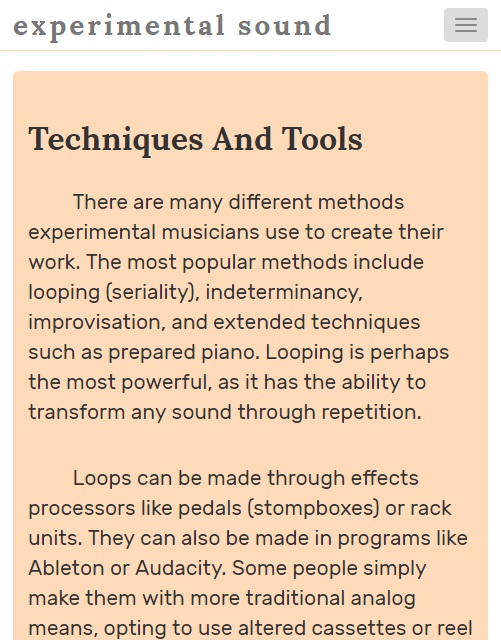 experimental sound
Techniques And Tools
There are many different methods
experimental musicians use to create their
work. The most popular methods include
looping (seriality), indeterminancy,
improvisation, and extended techniques
such as prepared piano. Looping is perhaps
the most powerful, as it has the ability to
transform any sound through repetition.
Loops can be made through effects
processors like pedals (stompboxes) or rack
units. They can also be made in programs like
Ableton or Audacity. Some people simply
make them with more traditional analog
means, opting to use altered cassettes or reel